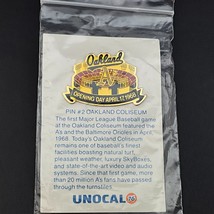 Oakland
A's
OPENING DAY APRIL 17, 1968
PIN #2 OAKLAND COLISEUM
The first Major League Baseball game
at the Oakland Coliseum featured the
A's and the Baltimore Orioles in April,
1968. Today's Oakland Coliseum
remains one of baseball's finest
facilities boasting natural turf,
pleasant weather, luxury SkyBoxes,
and state-of-the-art video and audio
systems. Since that first game, more
than 20 million A's fans, have passed
through the turnstiles.
UNOCAL 76